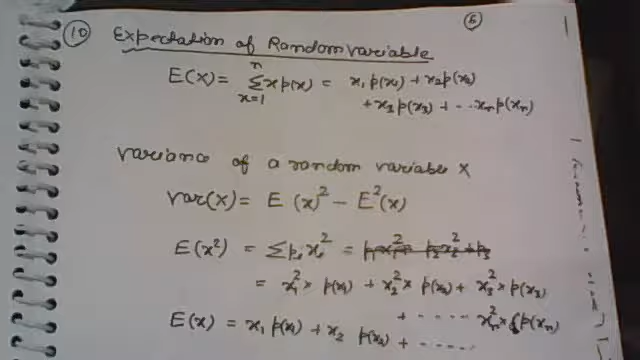 10 Expectation of Random variable 6
E(x) = n∑x=1 x p(x) = x₁ p(x₁) + x₂ p(x₂)
+ x₃ p(x₃) + ... xₙ p(xₙ)
Variance of a random variable X
Var(x) = E (x)² − E²(x)
E(x²) = ∑ pᵢ xᵢ² =
= x₁² × p(x₁) + x₂² × p(x₂) + x₃² × p(x₃)
+ ..... xₙ² × p(xₙ)
E(x) = x₁ p(x₁) + x₂ p(x₂) + ......